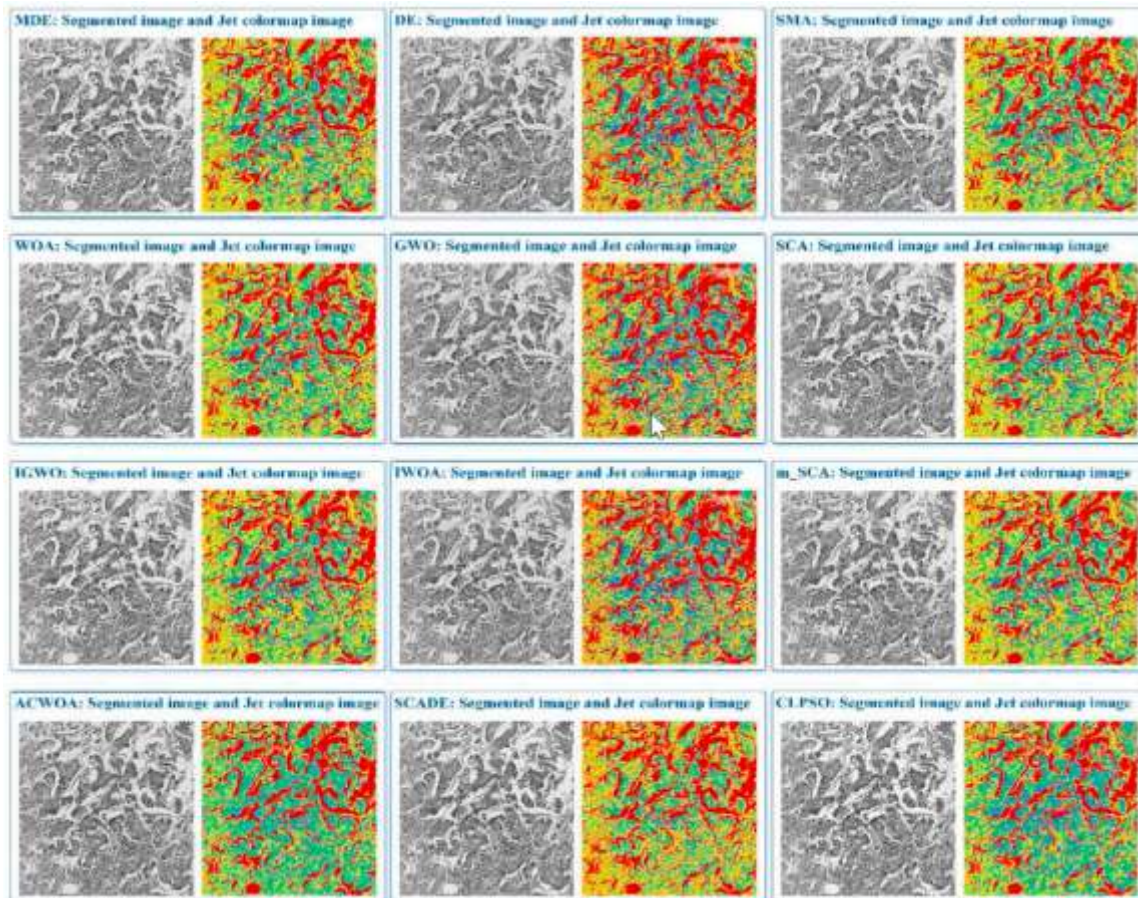 MDE: Segmented image and Jet colormap image
DE: Segmented image and Jet colormap image
SMA: Segmented image and Jet colormap image
WOA: Segmented image and Jet colormap image
GWO: Segmented image and Jet colormap image
SCA: Segmented image and Jet colormap image
IGWO: Segmented image and Jet colormap image
IWOA: Segmented image and Jet colormap image
m_SCA: Segmented image and Jet colormap image
ACWOA: Segmented image and Jet colormap image
SCADE: Segmented image and Jet colormap image
CLPSO: Segmented image and Jet colormap image